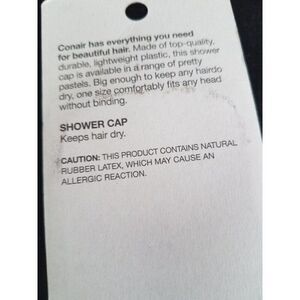 Conair has everything you need
for beautiful hair. Made of top-quality,
durable, lightweight plastic, this shower
cap is available in a range of pretty
pastels. Big enough to keep any hairdo
dry, one size comfortably fits any head
without binding.
SHOWER CAP
Keeps hair dry.
CAUTION: THIS PRODUCT CONTAINS NATURAL
RUBBER LATEX, WHICH MAY CAUSE AN
ALLERGIC REACTION.